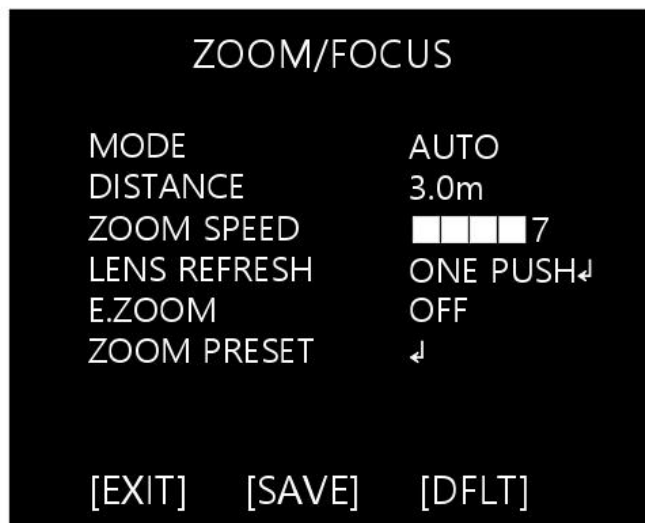 ZOOM/FOCUS
MODE AUTO
DISTANCE 3.0m
ZOOM SPEED ■■■■7
LENS REFRESH ONE PUSH↲
E.ZOOM OFF
ZOOM PRESET ↲
[EXIT] [SAVE] [DFLT]